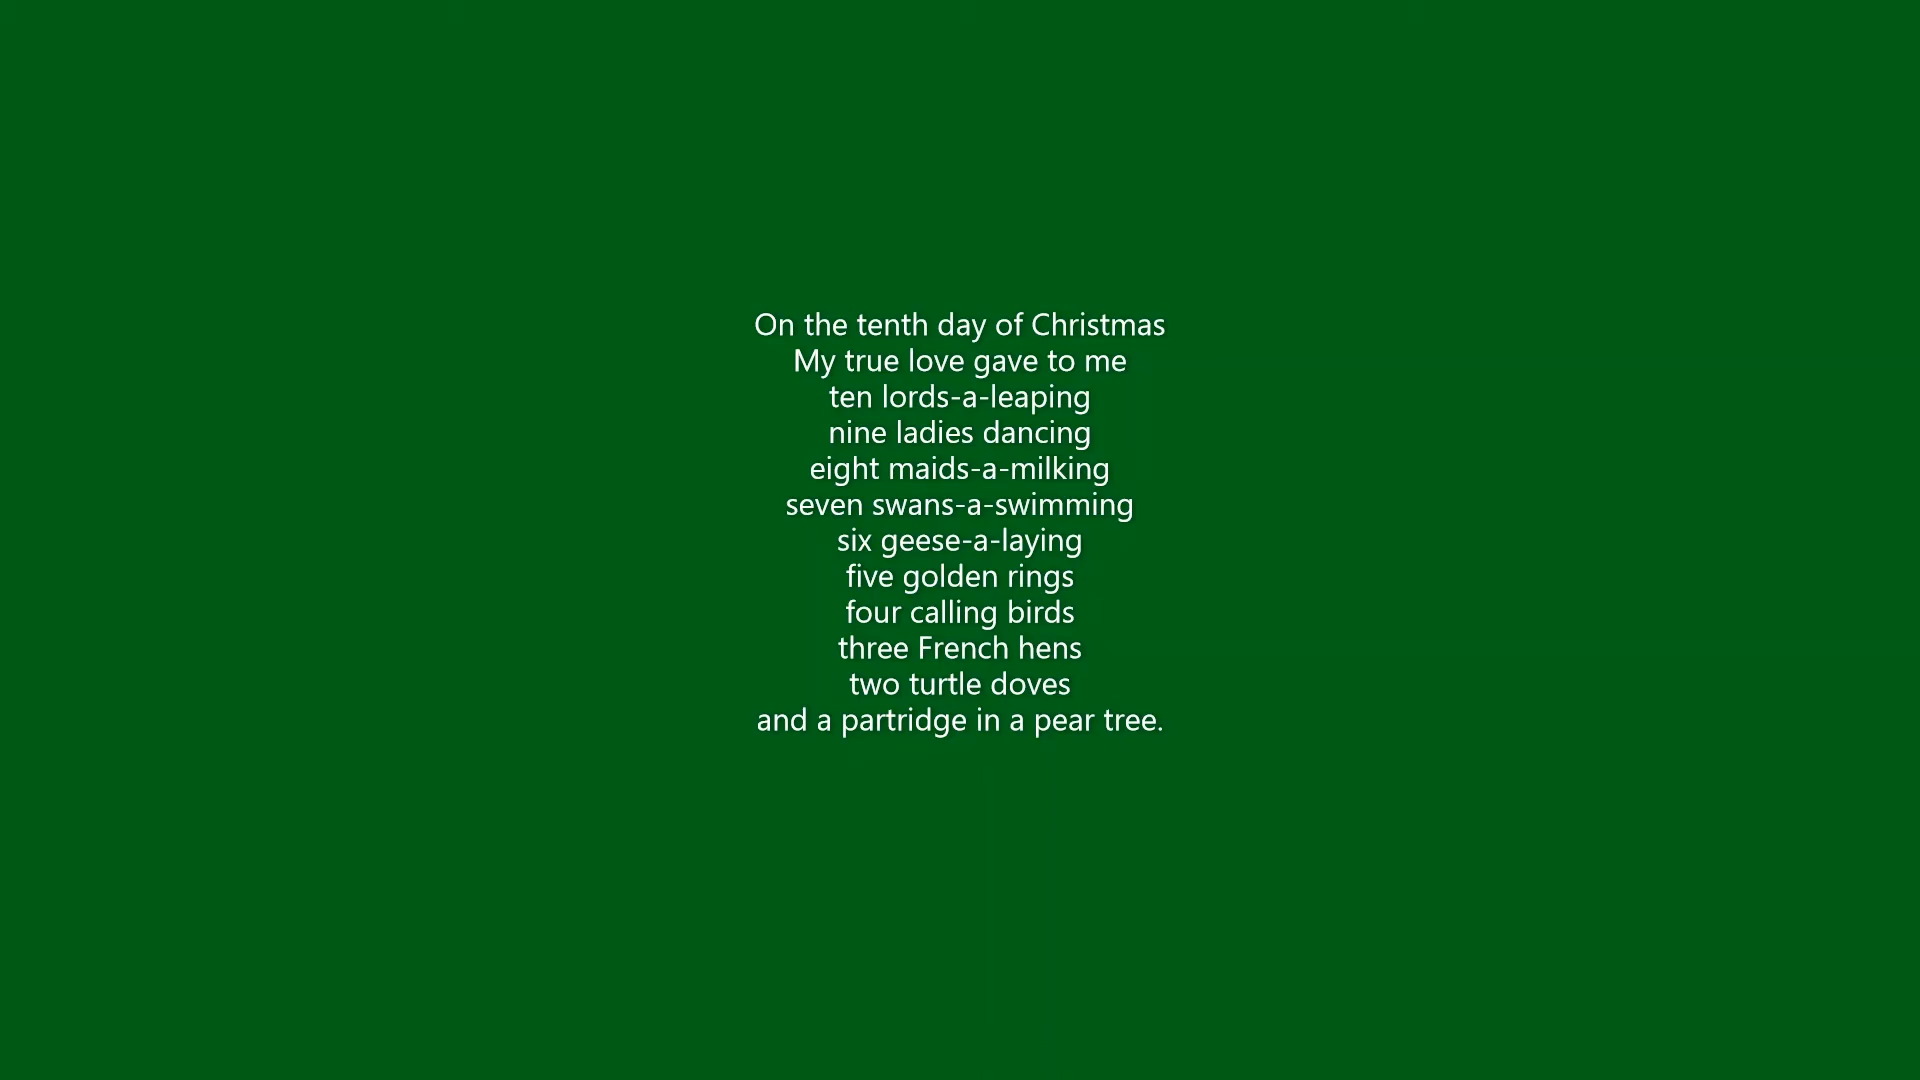 On the tenth day of Christmas
My true love gave to me
ten lords-a-leaping
nine ladies dancing
eight maids-a-milking
seven swans-a-swimming
six geese-a-laying
five golden rings
four calling birds
three French hens
two turtle doves
and a partridge in a pear tree.